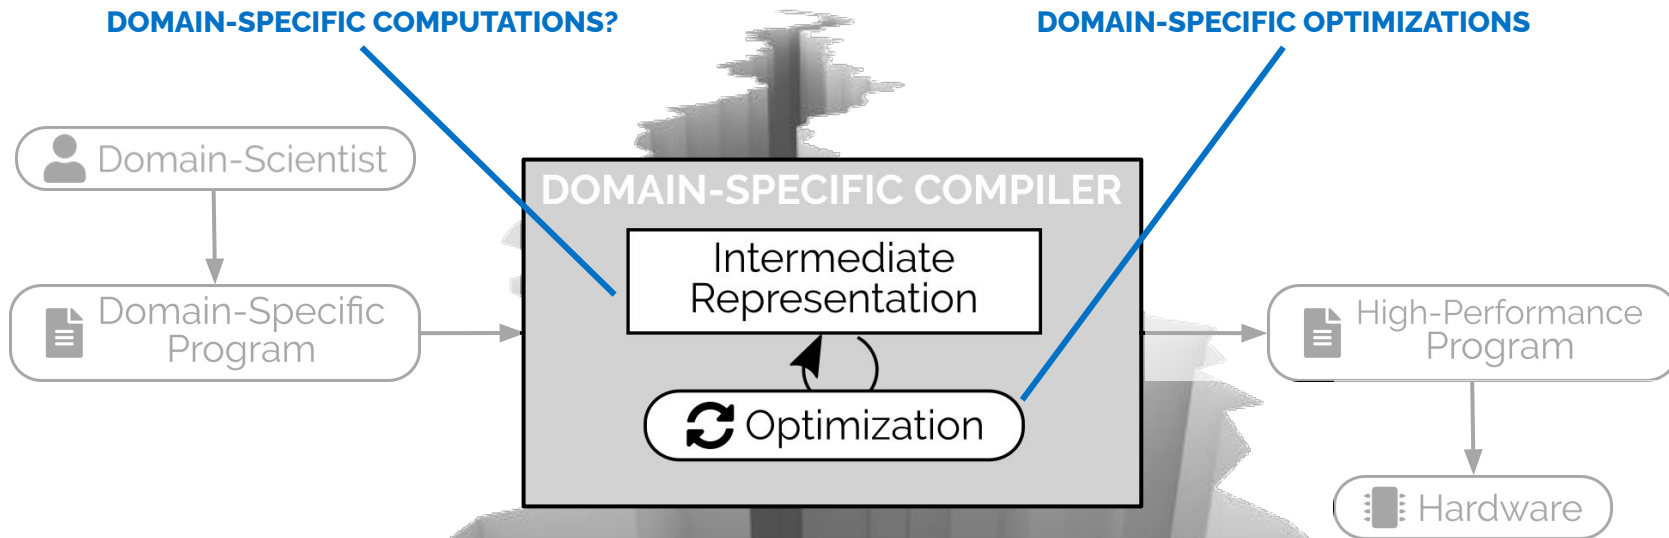 DOMAIN-SPECIFIC COMPUTATIONS?
DOMAIN-SPECIFIC OPTIMIZATIONS
Domain-Scientist
Domain-Specific
Program
DOMAIN-SPECIFIC COMPILER
Intermediate
Representation
Optimization
High-Performance
Program
Hardware